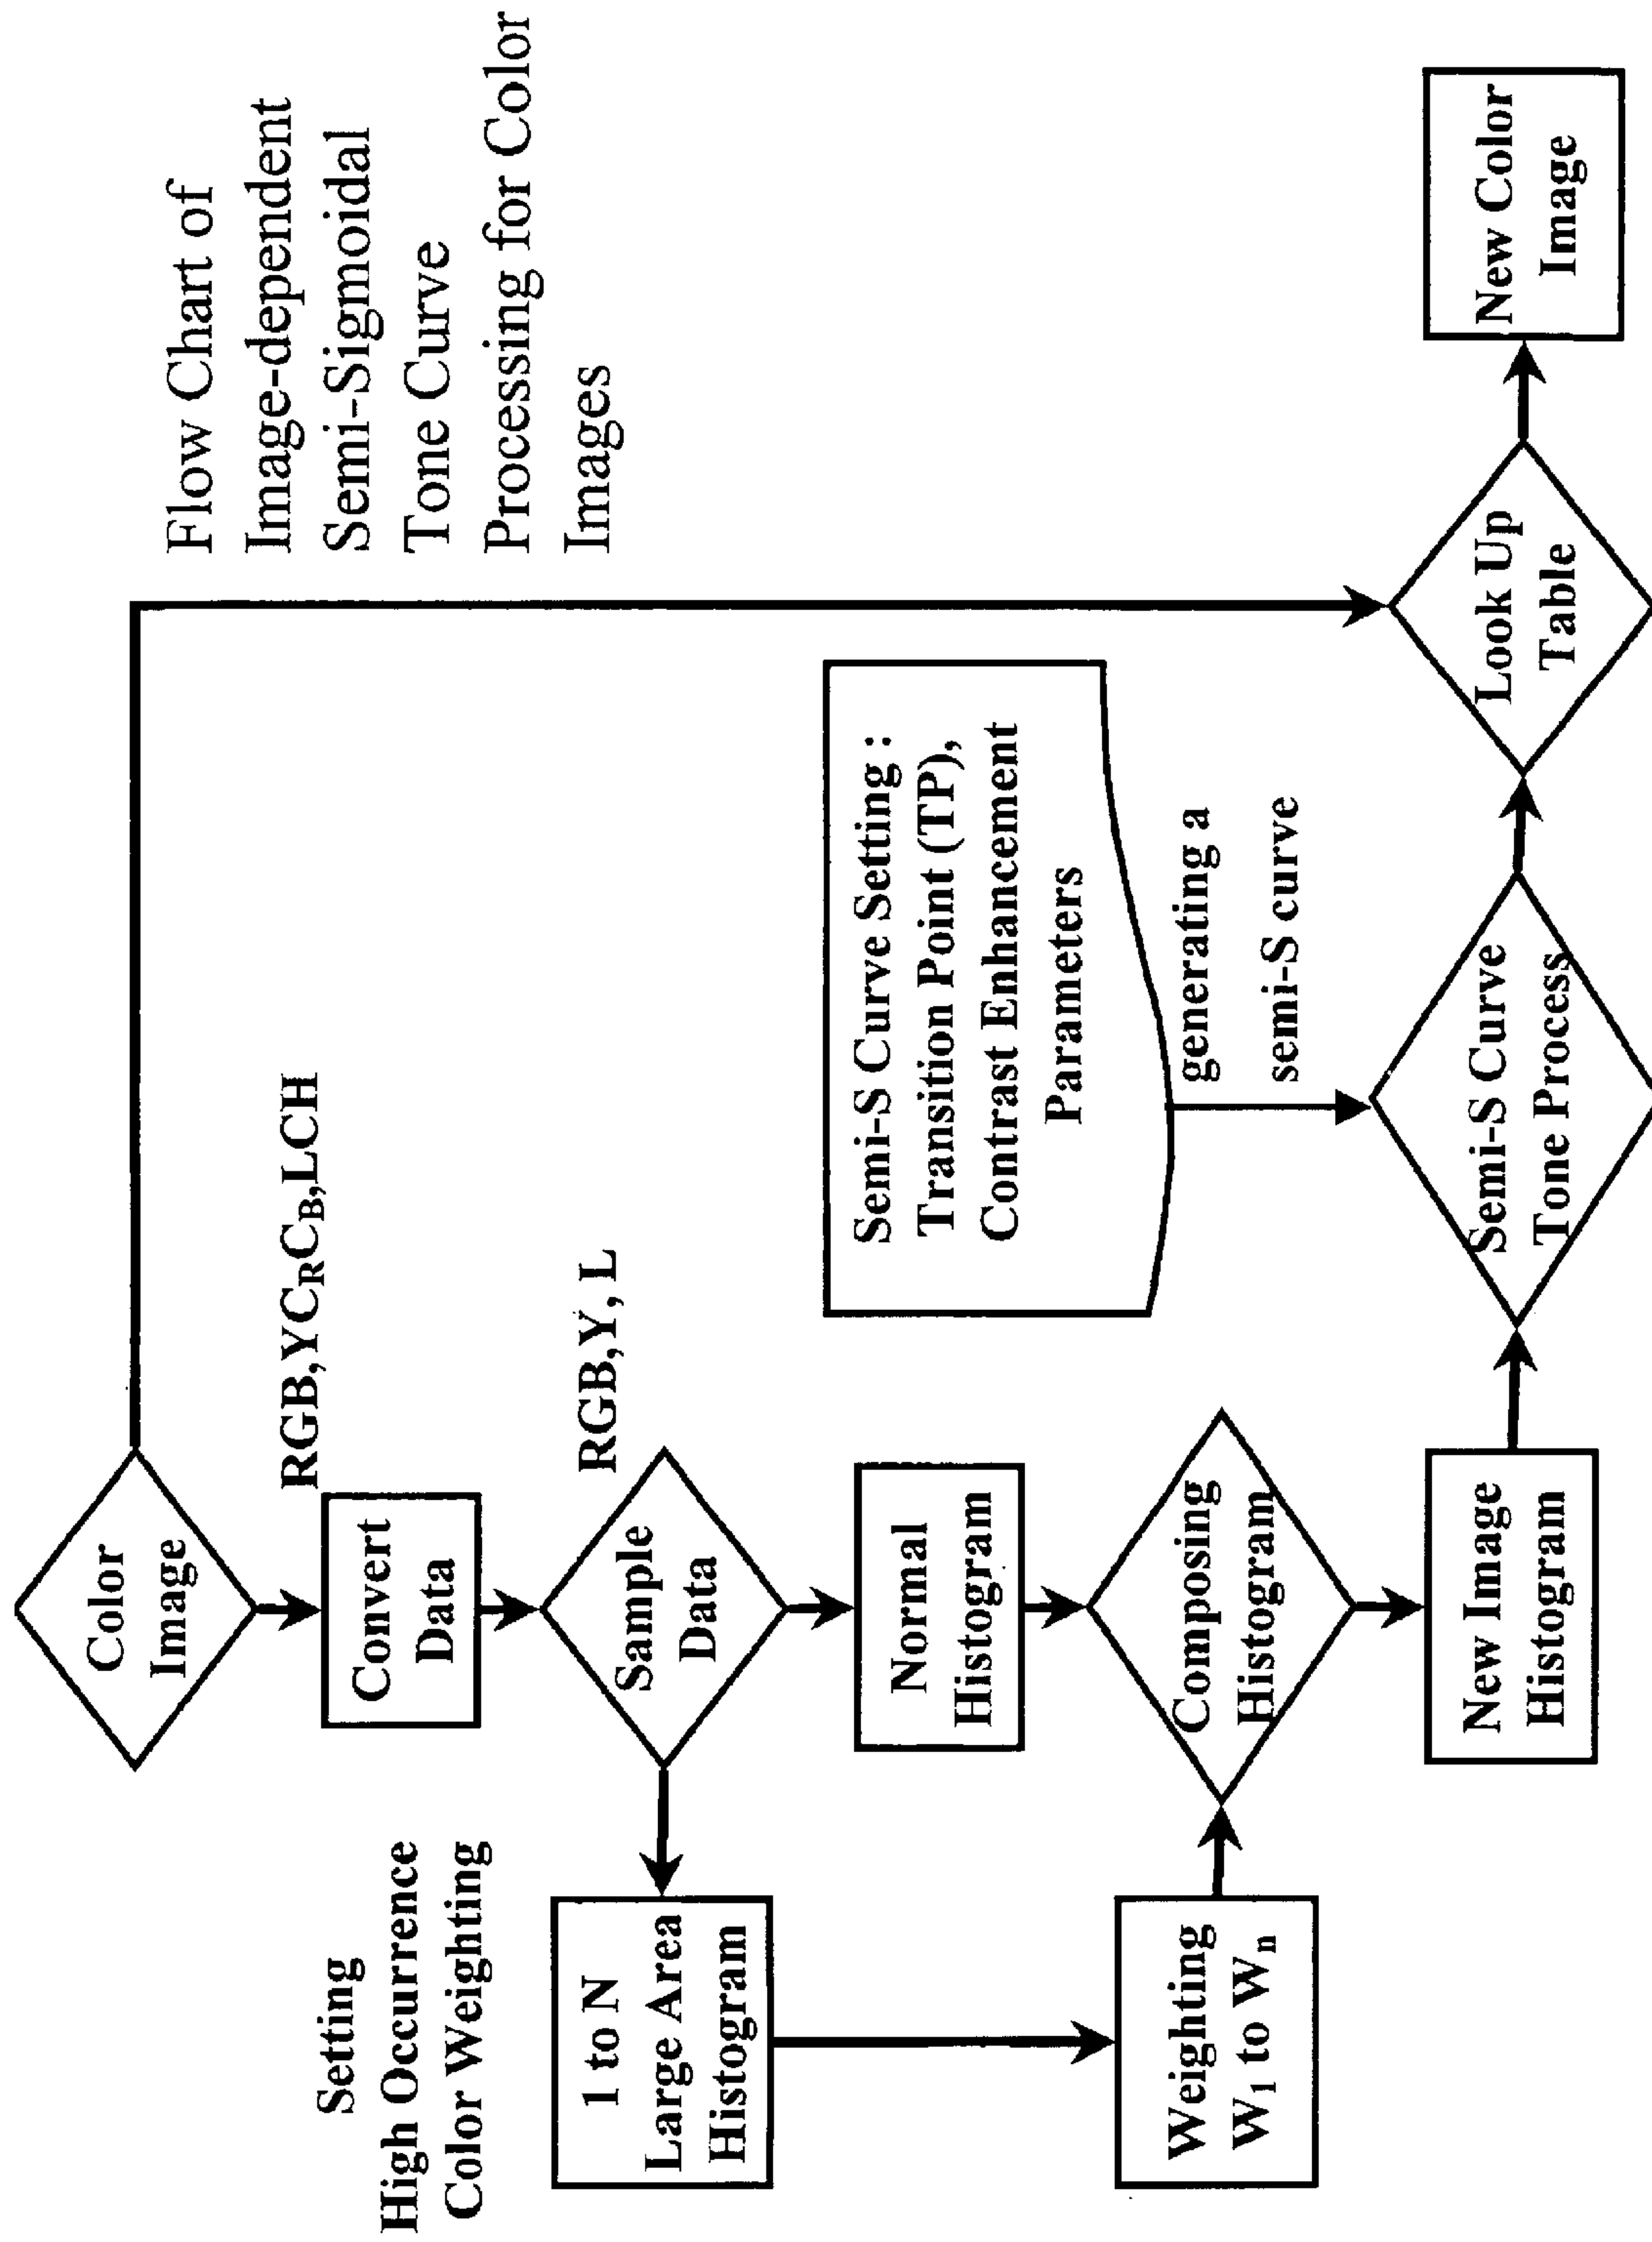 Flow Chart of
Image-dependent
Semi-Sigmoidal
Tone Curve
Processing for Color
Images
Color
Image
RGB,YCRCB,LCH
Convert
Data
Setting
High Occurrence
Color Weighting
Sample
Data
RGB,Y, L
1 to N
Large Area
Histogram
Normal
Histogram
Semi-S Curve Setting :
Transition Point (TP),
Contrast Enhancement
Parameters
Weighting
W1 to Wn
Composing
Histogram
generating a
semi-S curve
New Image
Histogram
Semi-S Curve
Tone Process
Look Up
Table
New Color
Image